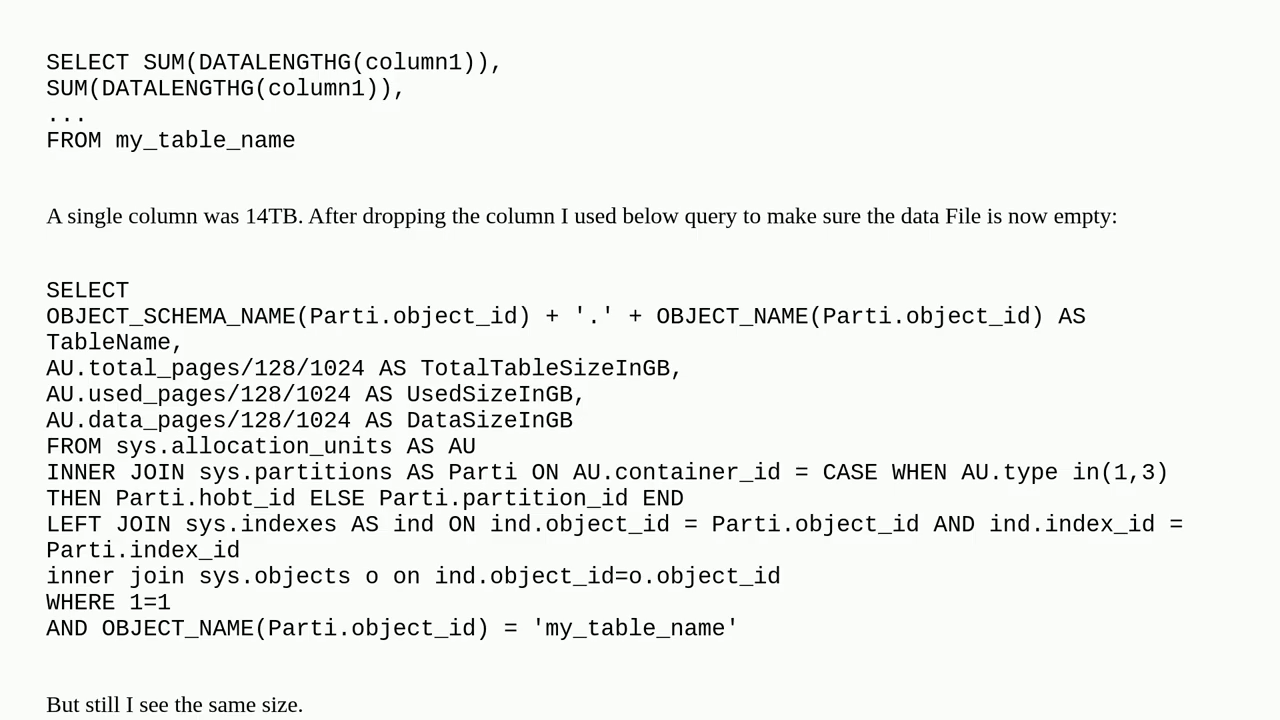 SELECT SUM(DATALENGTHG(column1)),
SUM(DATALENGTHG(column1)),
...
FROM my_table_name
A single column was 14TB. After dropping the column I used below query to make sure the data File is now empty:
SELECT
OBJECT_SCHEMA_NAME(Parti.object_id) + '.' + OBJECT_NAME(Parti.object_id) AS
TableName,
AU.total_pages/128/1024 AS TotalTableSizeInGB,
AU.used_pages/128/1024 AS UsedSizeInGB,
AU.data_pages/128/1024 AS DataSizeInGB
FROM sys.allocation_units AS AU
INNER JOIN sys.partitions AS Parti ON AU.container_id = CASE WHEN AU.type in(1,3)
THEN Parti.hobt_id ELSE Parti.partition_id END
LEFT JOIN sys.indexes AS ind ON ind.object_id = Parti.object_id AND ind.index_id =
Parti.index_id
inner join sys.objects o on ind.object_id=o.object_id
WHERE 1=1
AND OBJECT_NAME(Parti.object_id) = 'my_table_name'
But still I see the same size.